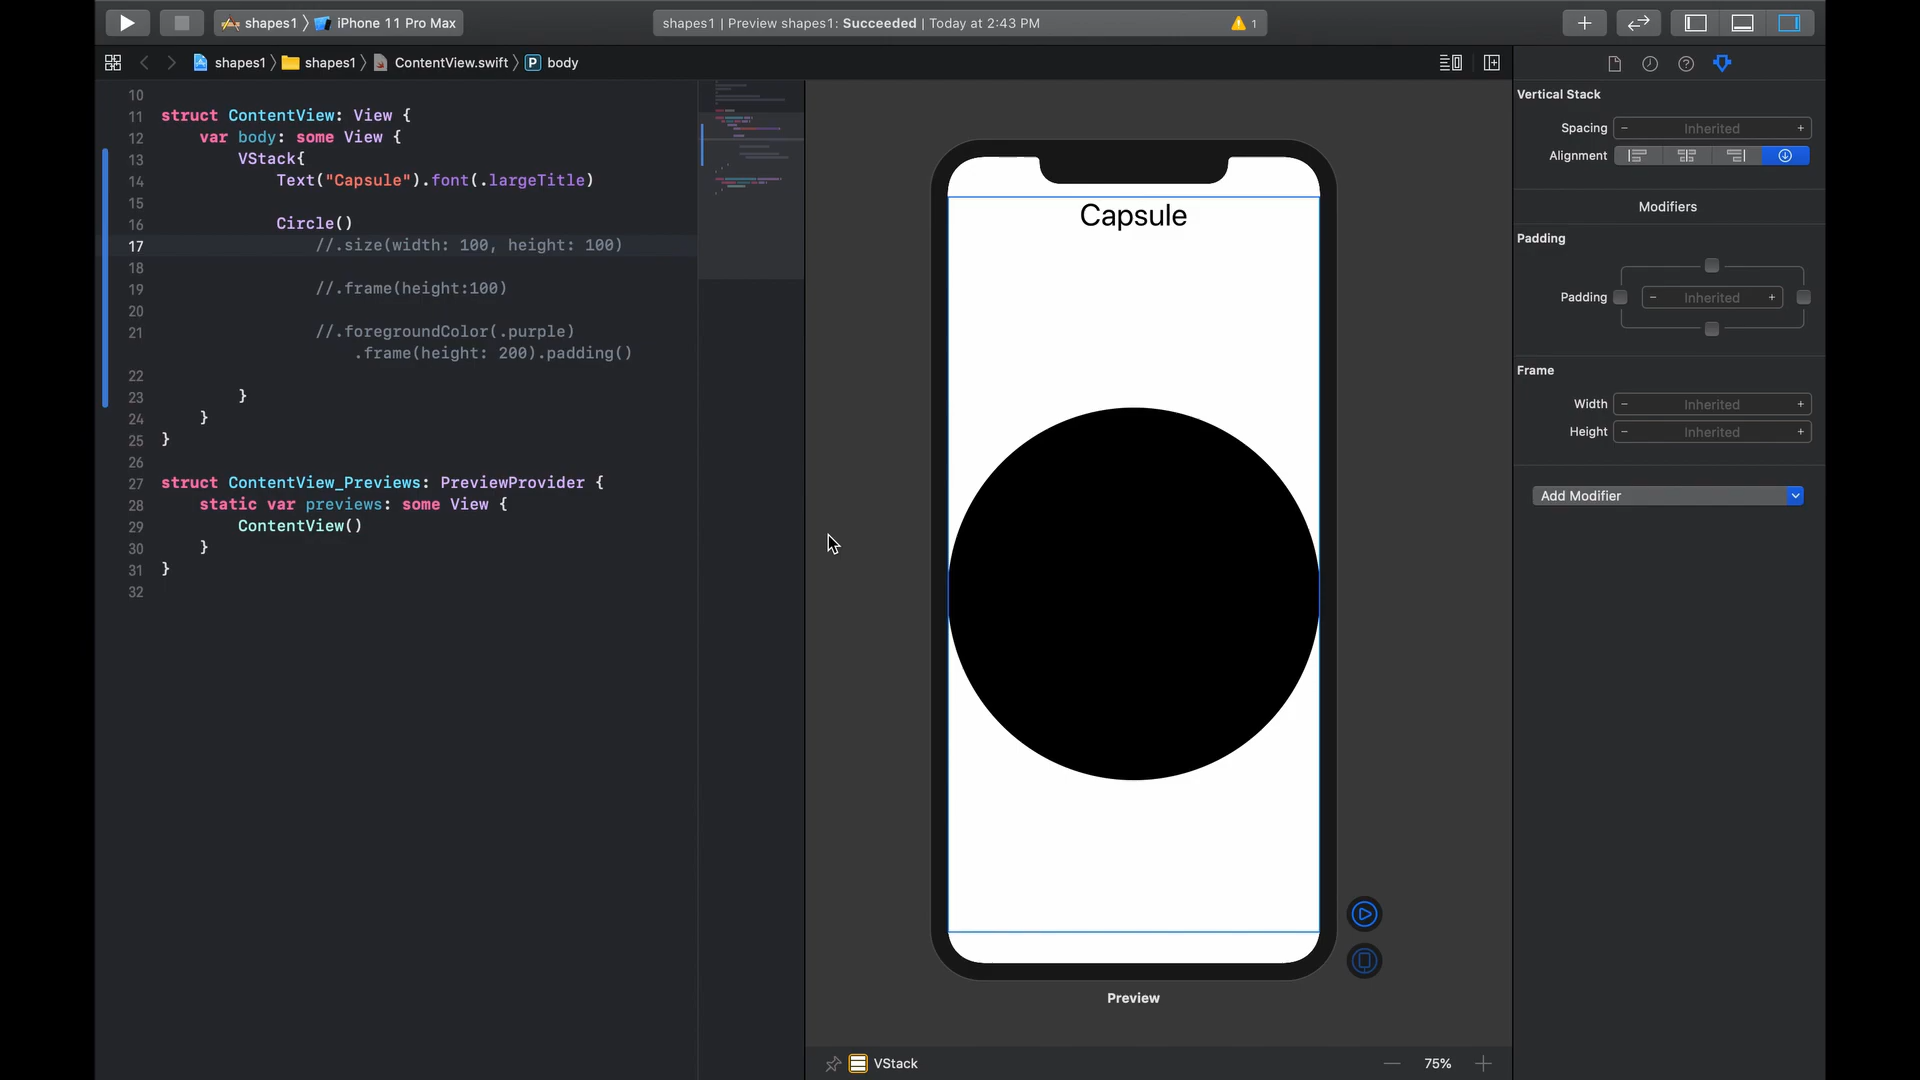 shapes1 〉 iPhone 11 Pro Max
shapes1 | Preview shapes1: Succeeded | Today at 2:43 PM
1
shapes1 〉 shapes1 〉 ContentView.swift 〉 P body
10
11 struct ContentView: View {
12 var body: some View {
13 VStack{
14 Text("Capsule").font(.largeTitle)
15
16 Circle()
17 //.size(width: 100, height: 100)
18
19 //.frame(height:100)
20
21 //.foregroundColor(.purple)
.frame(height: 200).padding()
22
23 }
24 }
25 }
26
27 struct ContentView_Previews: PreviewProvider {
28 static var previews: some View {
29 ContentView()
30 }
31 }
32
Capsule
Preview
VStack
75%
Vertical Stack
Spacing − Inherited +
Alignment
Modifiers
Padding
Padding − Inherited +
Frame
Width − Inherited +
Height − Inherited +
Add Modifier